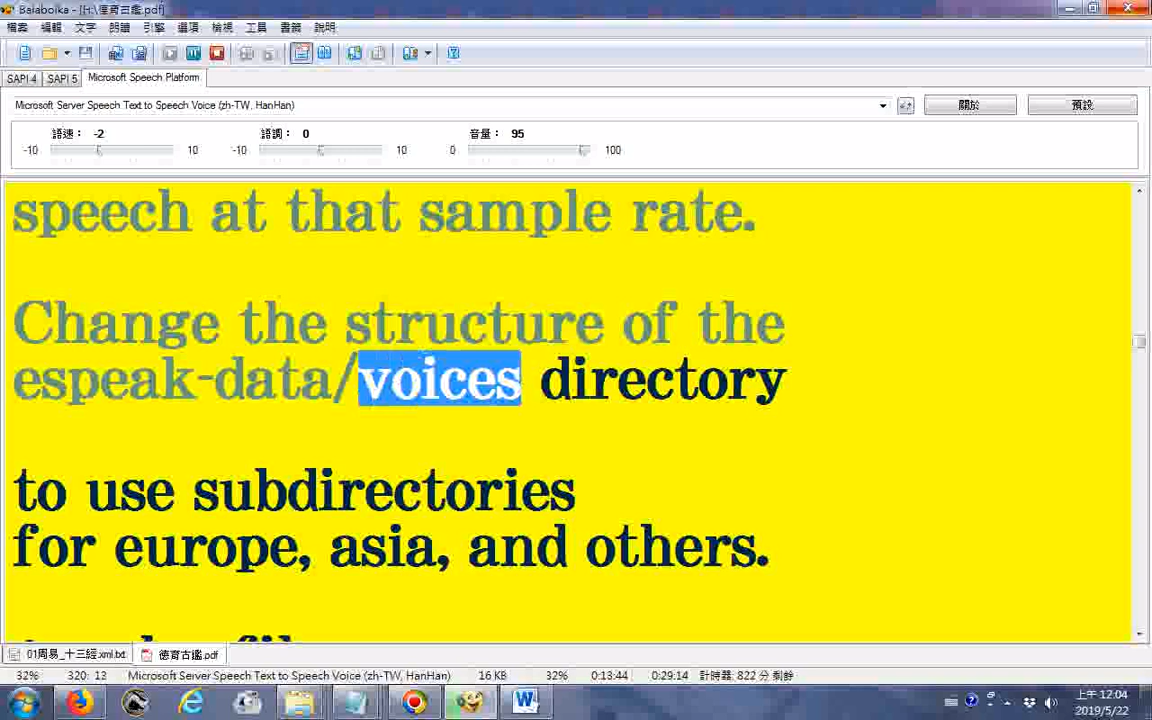 Balabolka - [H:\德育古鑑.pdf]
檔案 編輯 文字 朗讀 引擎 選項 檢視 工具 書籤 說明
SAPI 4 SAPI 5 Microsoft Speech Platform
Microsoft Server Speech Text to Speech Voice (zh-TW, HanHan) 關於 預設
語速： -2 語調： 0 音量： 95
-10 10 -10 10 0 100
speech at that sample rate.
Change the structure of the
espeak-data/voices directory
to use subdirectories
for europe, asia, and others.
01周易_十三經.xml.txt 德育古鑑.pdf
32% 320: 12 Microsoft Server Speech Text to Speech Voice (zh-TW, HanHan) 16 KB 32% 0:13:44 0:29:14 計時器: 822 分 剩餘
上午 12:04
2019/5/22